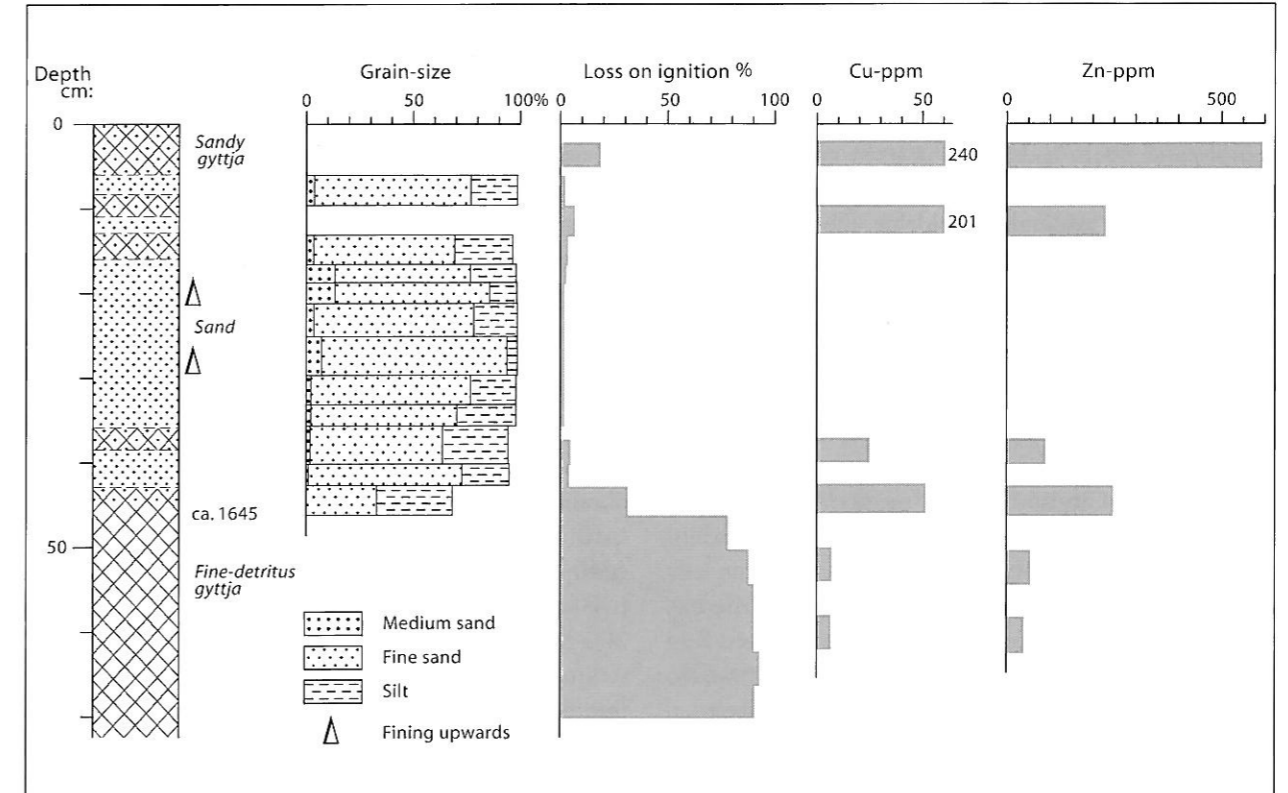 Depth
cm:
Grain-size
Loss on ignition %
Cu-ppm
Zn-ppm
0 50 100%
0 50 100
0 50
0 500
0
Sandy
gyttja
240
201
Sand
ca. 1645
50
Fine-detritus
gyttja
Medium sand
Fine sand
Silt
Fining upwards